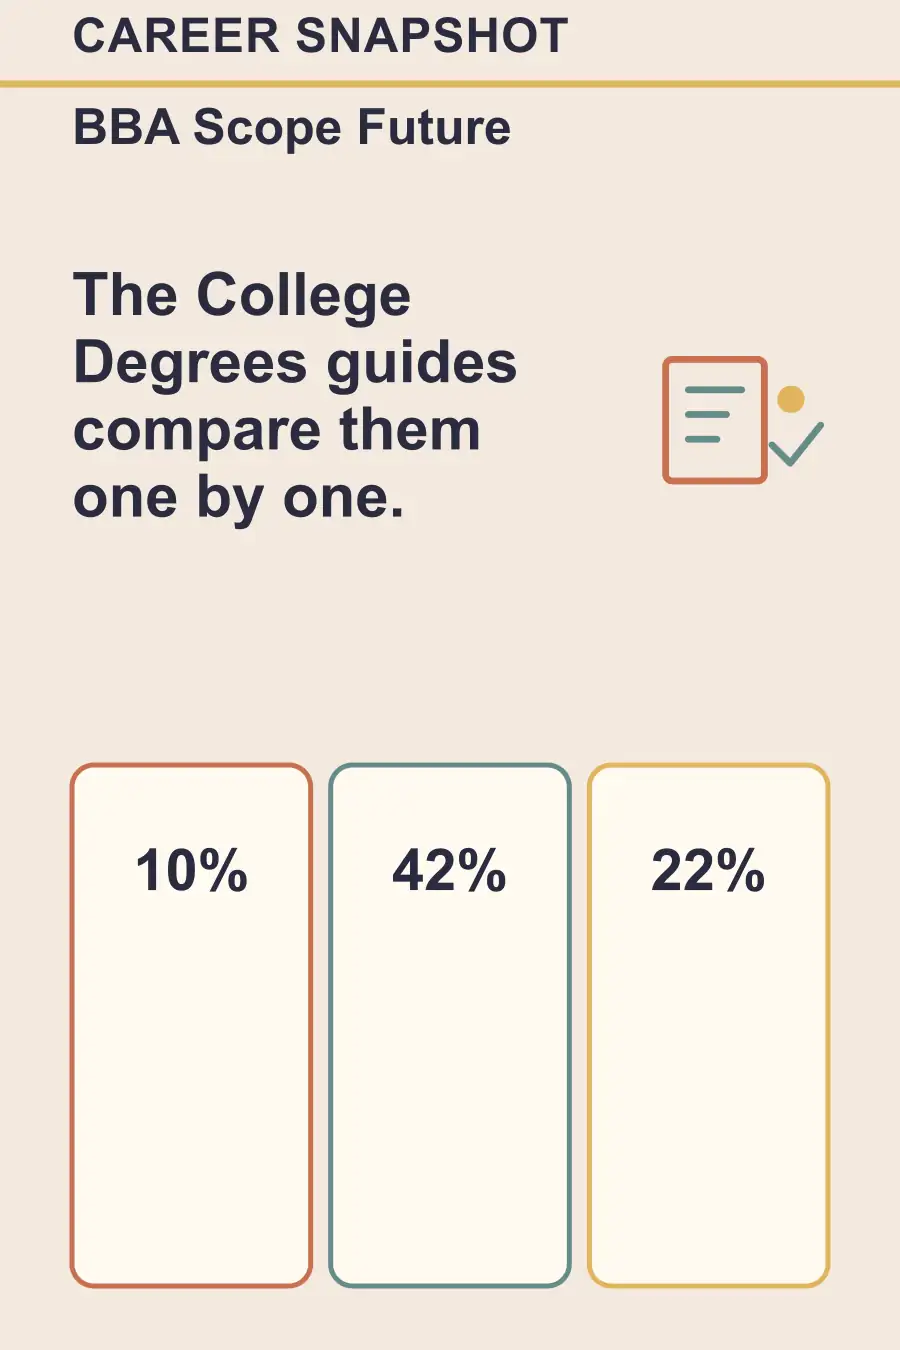 CAREER SNAPSHOT
BBA Scope Future
The College
Degrees guides
compare them
one by one.
10%
42%
22%